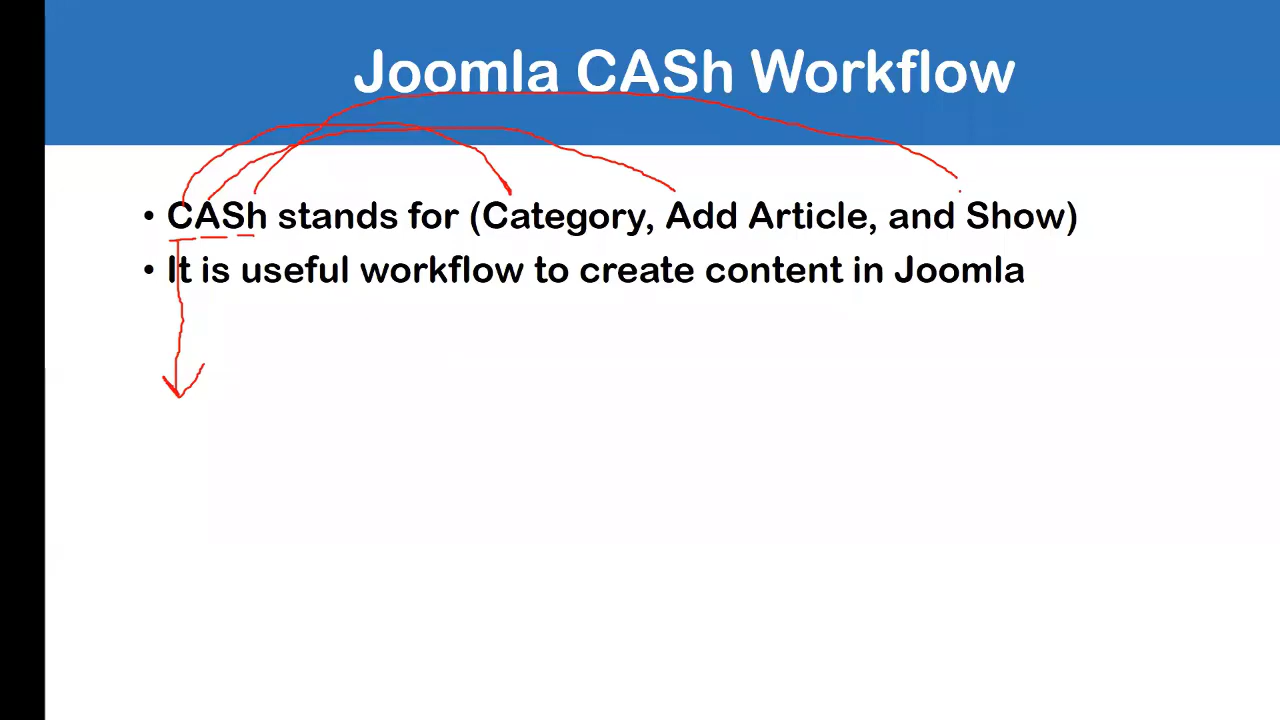 Joomla CASh Workflow
• CASh stands for (Category, Add Article, and Show)
• It is useful workflow to create content in Joomla